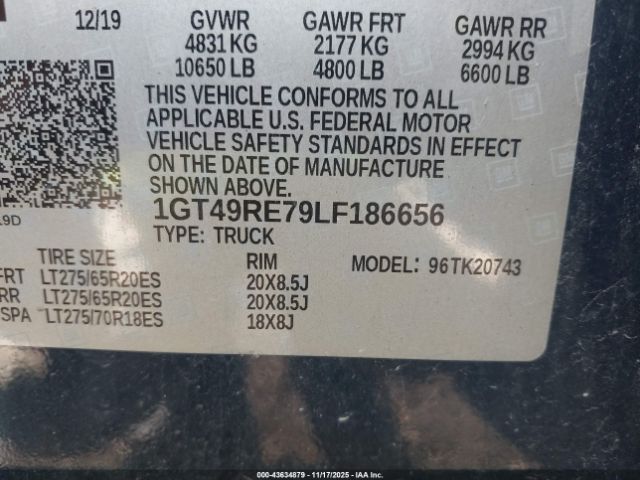 12/19 GVWR GAWR FRT GAWR RR
4831 KG 2177 KG 2994 KG
10650 LB 4800 LB 6600 LB
THIS VEHICLE CONFORMS TO ALL
APPLICABLE U.S. FEDERAL MOTOR
VEHICLE SAFETY STANDARDS IN EFFECT
ON THE DATE OF MANUFACTURE
SHOWN ABOVE.
1GT49RE79LF186656
TYPE: TRUCK
TIRE SIZE RIM MODEL: 96TK20743
FRT LT275/65R20ES 20X8.5J
RR LT275/65R20ES 20X8.5J
SPA LT275/70R18ES 18X8J
000-43634879 - 11/17/2025 - IAAI, Inc.